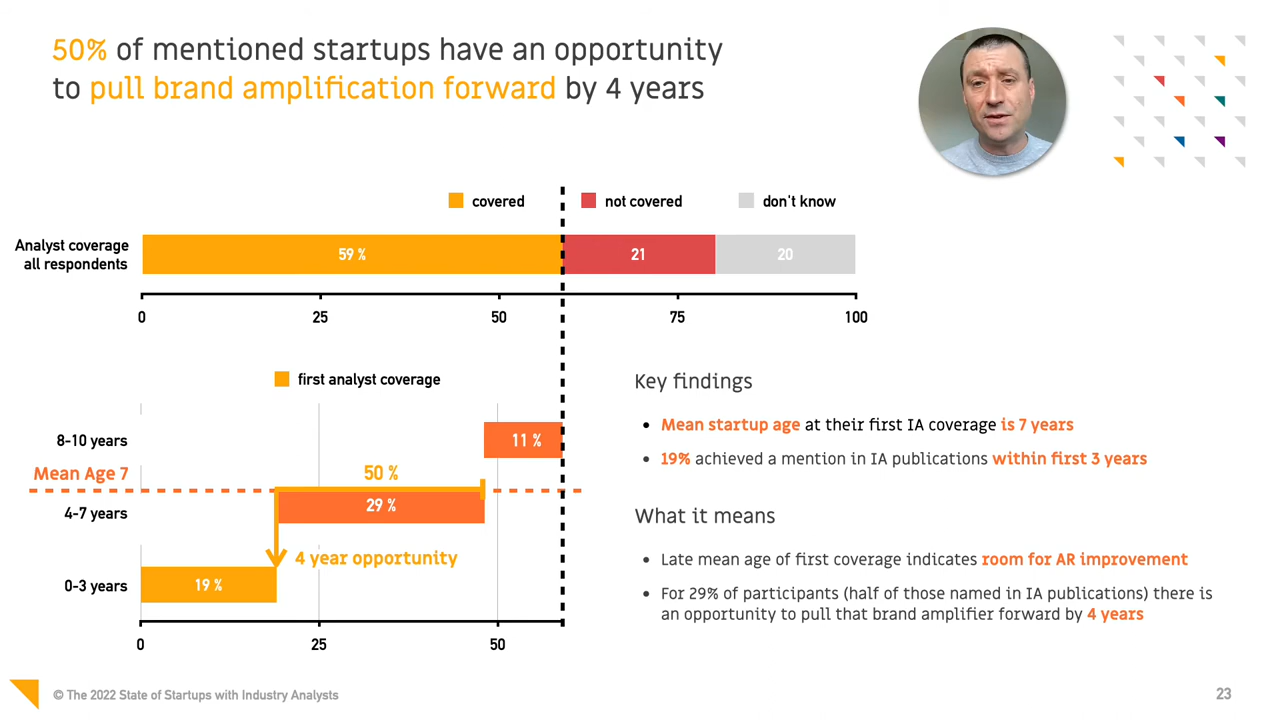 50% of mentioned startups have an opportunity
to pull brand amplification forward by 4 years
covered
not covered
don't know
Analyst coverage
all respondents
59 %
21
20
0
25
50
75
100
first analyst coverage
8-10 years
11 %
Mean Age 7
50 %
4-7 years
29 %
4 year opportunity
0-3 years
19 %
0
25
50
Key findings
• Mean startup age at their first IA coverage is 7 years
• 19% achieved a mention in IA publications within first 3 years
What it means
• Late mean age of first coverage indicates room for AR improvement
• For 29% of participants (half of those named in IA publications) there is
an opportunity to pull that brand amplifier forward by 4 years
© The 2022 State of Startups with Industry Analysts
23